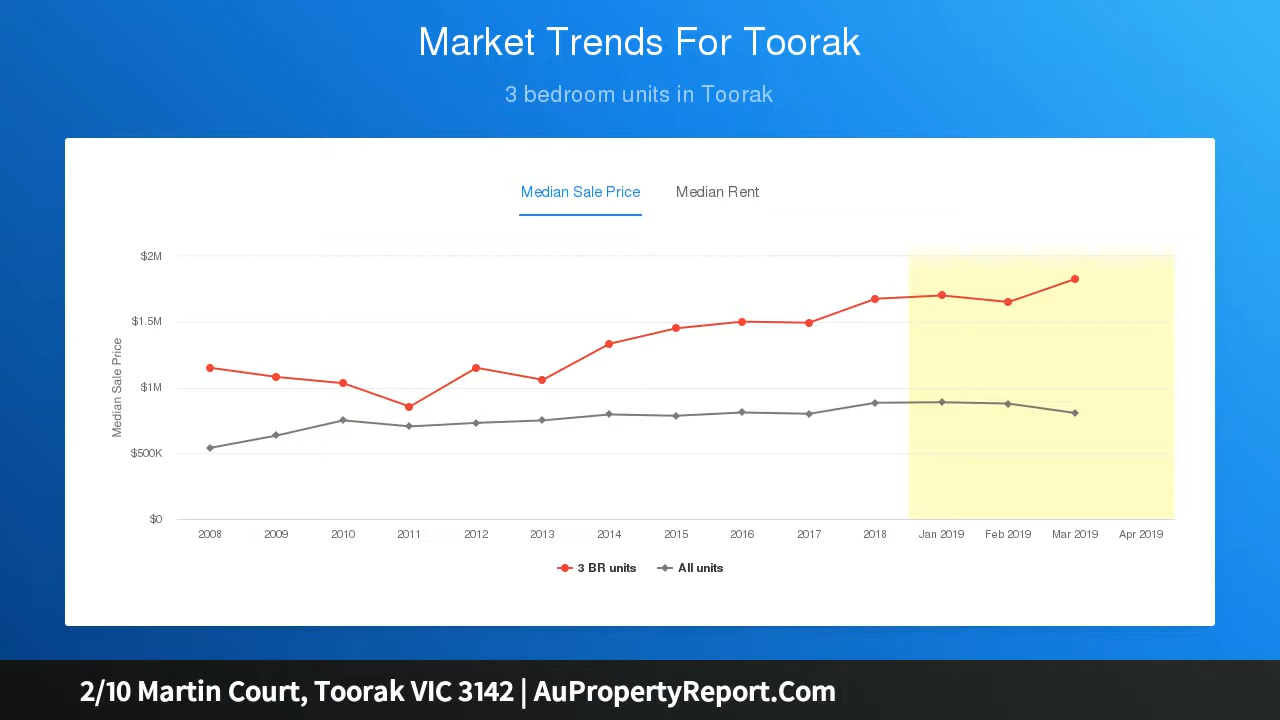 Market Trends For Toorak
3 bedroom units in Toorak
Median Sale Price Median Rent
$2M
$1.5M
$1M
$500K
$0
Median Sale Price
2008 2009 2010 2011 2012 2013 2014 2015 2016 2017 2018 Jan 2019 Feb 2019 Mar 2019 Apr 2019
3 BR units All units
2/10 Martin Court, Toorak VIC 3142 | AuPropertyReport.Com